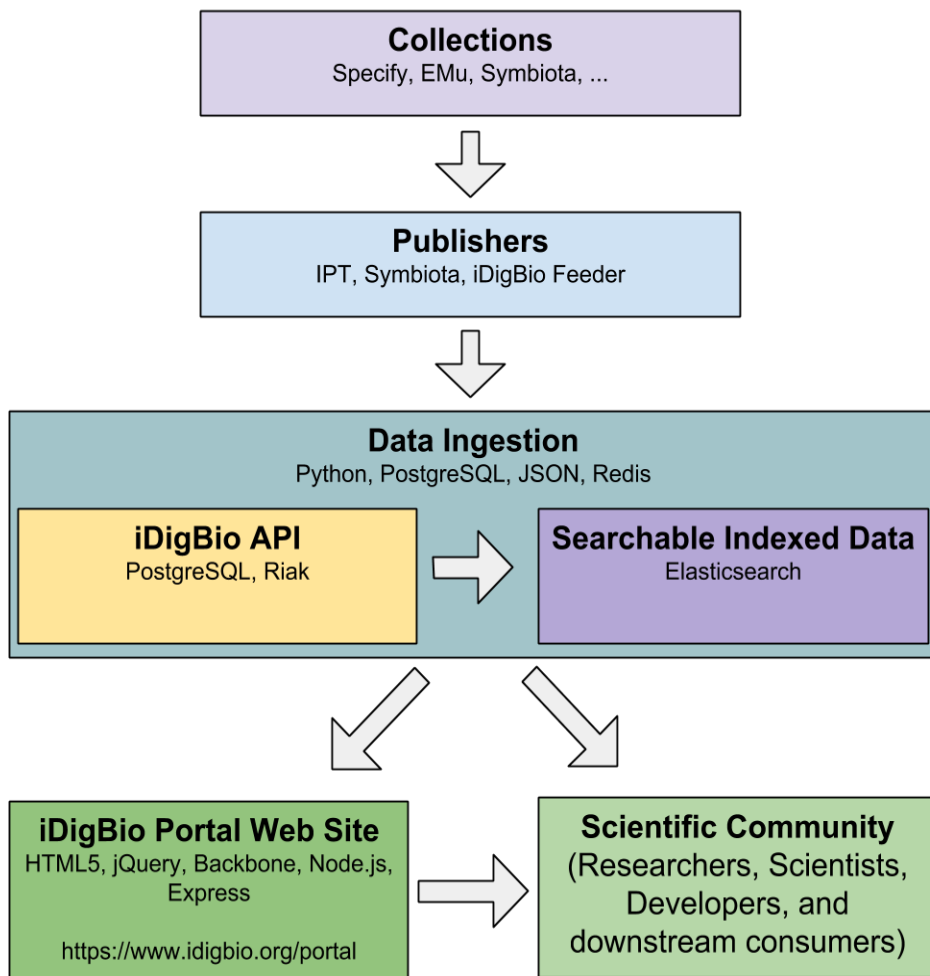 Collections
Specify, EMu, Symbiota, ...
Publishers
IPT, Symbiota, iDigBio Feeder
Data Ingestion
Python, PostgreSQL, JSON, Redis
iDigBio API
PostgreSQL, Riak
Searchable Indexed Data
Elasticsearch
iDigBio Portal Web Site
HTML5, jQuery, Backbone, Node.js,
Express
https://www.idigbio.org/portal
Scientific Community
(Researchers, Scientists,
Developers, and
downstream consumers)